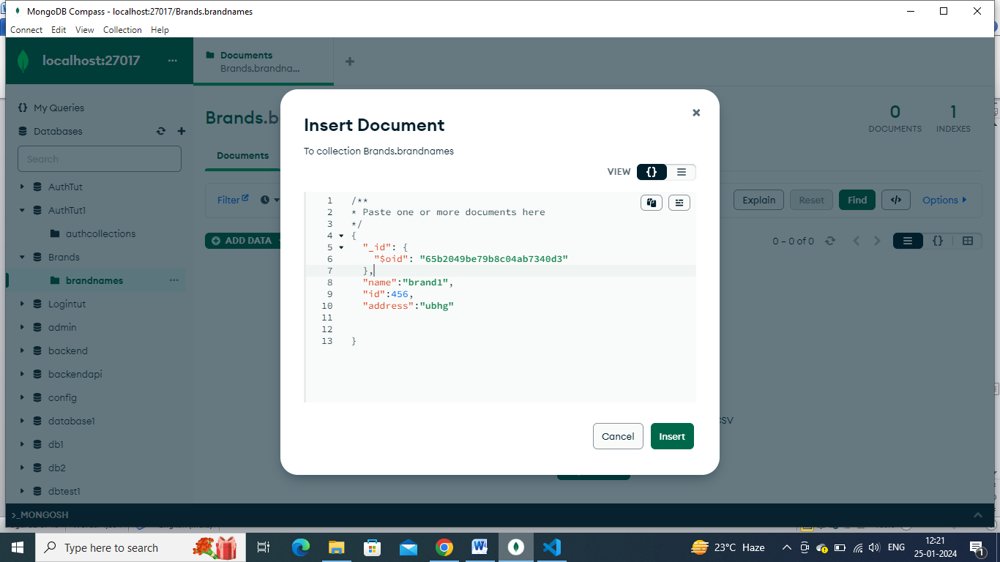 MongoDB Compass - localhost:27017/Brands.brandnames
Connect Edit View Collection Help
localhost:27017 ...
Documents
Brands.brandna...
{} My Queries
Databases
Search
AuthTut
AuthTut1
authcollections
Brands
brandnames
Logintut
admin
backend
backendapi
config
database1
db1
db2
dbtest1
Brands.b
0 DOCUMENTS
1 INDEXES
Documents
Filter
Explain Reset Find </> Options
ADD DATA
0 – 0 of 0
{}
Insert Document
To collection Brands.brandnames
VIEW {}
1 /**
2 * Paste one or more documents here
3 */
4 {
5 "_id": {
6 "$oid": "65b2049be79b8c04ab7340d3"
7 },
8 "name":"brand1",
9 "id":456,
10 "address":"ubhg"
11
12
13 }
CSV
Cancel Insert
>_MONGOSH
Type here to search
23°C Haze
ENG
12:21
25-01-2024
1